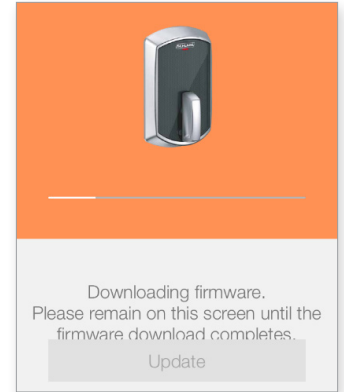 Downloading firmware.
Please remain on this screen until the
firmware download completes.
Update